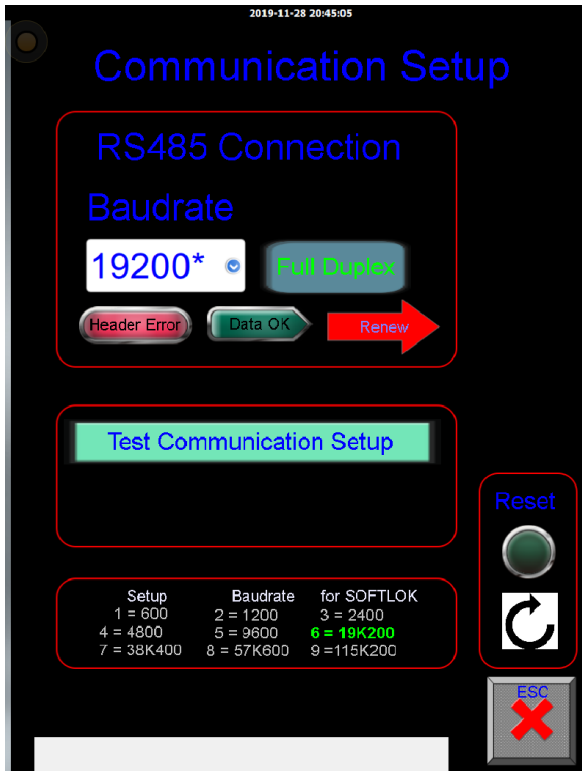 2019-11-28 20:45:05
Communication Setup
RS485 Connection
Baudrate
19200*
Full Duplex
Header Error
Data OK
Renew
Test Communication Setup
Reset
Setup Baudrate for SOFTLOK
1 = 600 2 = 1200 3 = 2400
4 = 4800 5 = 9600 6 = 19K200
7 = 38K400 8 = 57K600 9 =115K200
ESC